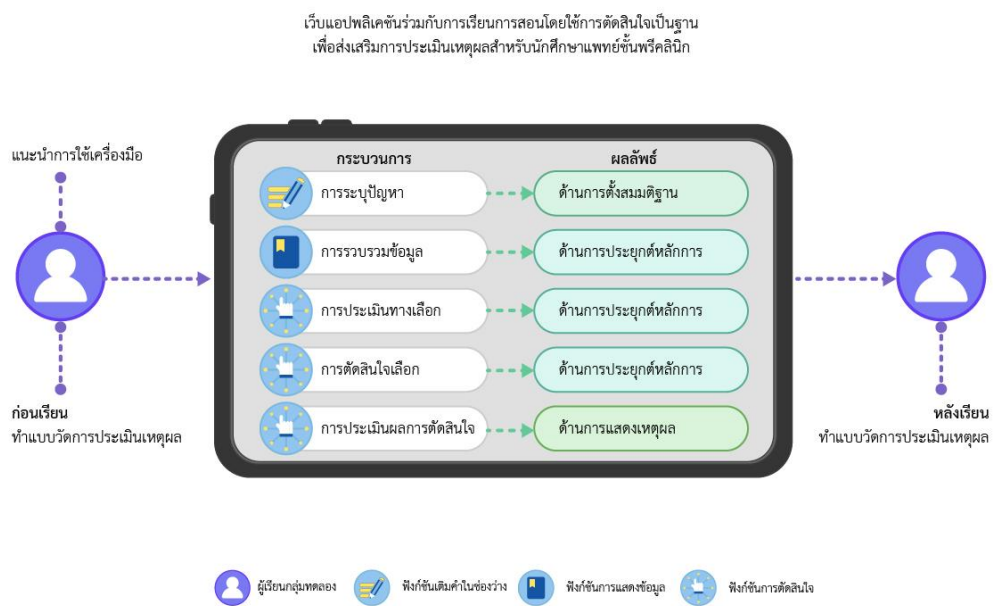 เว็บแอปพลิเคชันร่วมกับการเรียนการสอนโดยใช้การตัดสินใจเป็นฐาน
เพื่อส่งเสริมการประเมินเหตุผลสำหรับนักศึกษาแพทย์ชั้นพรีคลินิก
แนะนำการใช้เครื่องมือ
ก่อนเรียน
ทำแบบวัดการประเมินเหตุผล
กระบวนการ
ผลลัพธ์
การระบุปัญหา
ด้านการตั้งสมมติฐาน
การรวบรวมข้อมูล
ด้านการประยุกต์หลักการ
การประเมินทางเลือก
ด้านการประยุกต์หลักการ
การตัดสินใจเลือก
ด้านการประยุกต์หลักการ
การประเมินผลการตัดสินใจ
ด้านการแสดงเหตุผล
หลังเรียน
ทำแบบวัดการประเมินเหตุผล
ผู้เรียนกลุ่มทดลอง
ฟังก์ชันเติมคำในช่องว่าง
ฟังก์ชันการแสดงข้อมูล
ฟังก์ชันการตัดสินใจ